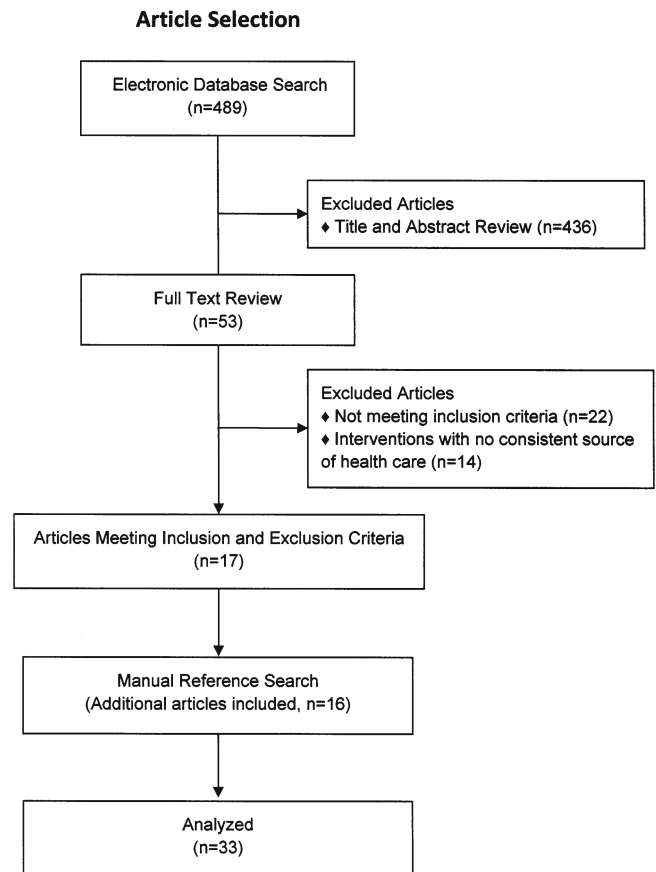 Article Selection
Electronic Database Search
(n=489)
Excluded Articles
♦ Title and Abstract Review (n=436)
Full Text Review
(n=53)
Excluded Articles
♦ Not meeting inclusion criteria (n=22)
♦ Interventions with no consistent source
of health care (n=14)
Articles Meeting Inclusion and Exclusion Criteria
(n=17)
Manual Reference Search
(Additional articles included, n=16)
Analyzed
(n=33)